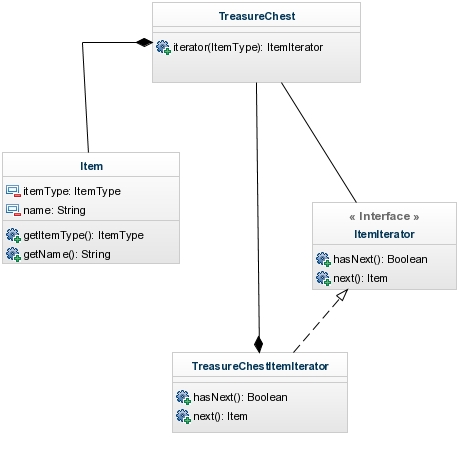 TreasureChest
iterator(ItemType): ItemIterator
Item
itemType: ItemType
name: String
getItemType(): ItemType
getName(): String
« Interface »
ItemIterator
hasNext(): Boolean
next(): Item
TreasureChestItemIterator
hasNext(): Boolean
next(): Item